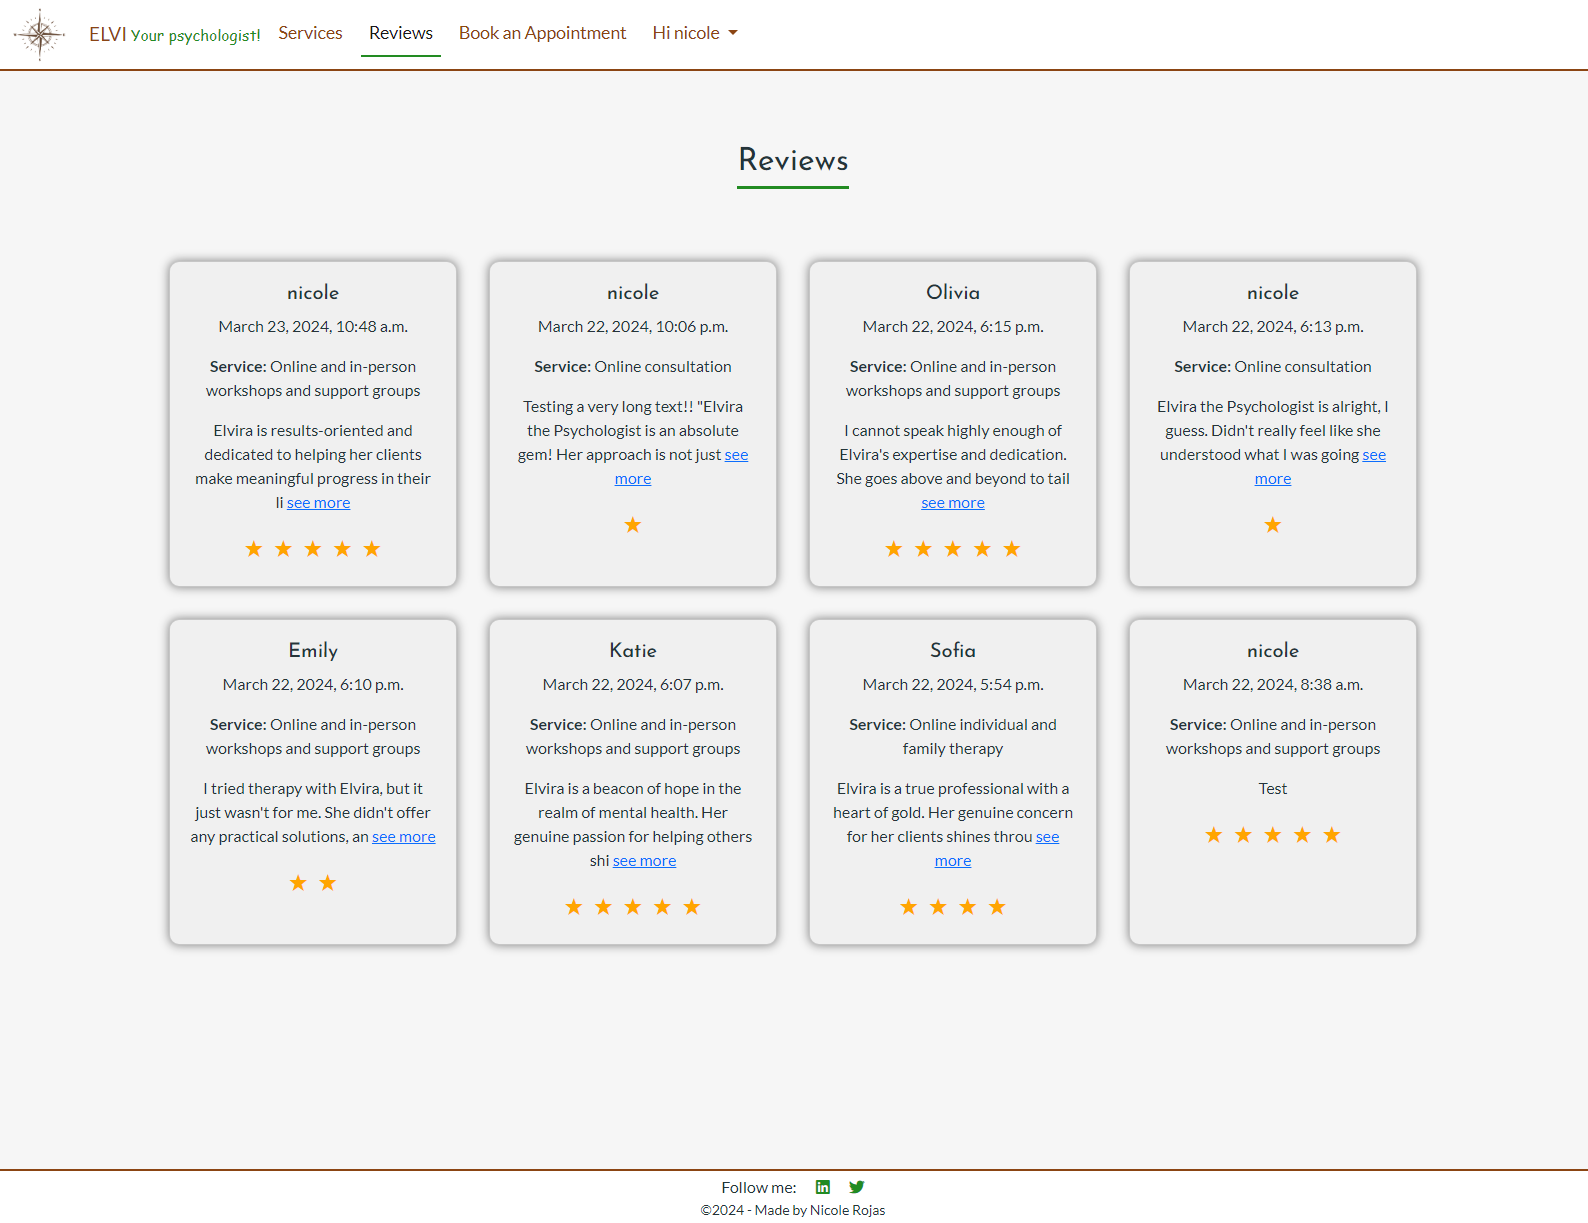 ELVI Your psychologist! Services Reviews Book an Appointment Hi nicole
Reviews
nicole
March 23, 2024, 10:48 a.m.
Service: Online and in-person
workshops and support groups
Elvira is results-oriented and
dedicated to helping her clients
make meaningful progress in their
li see more
nicole
March 22, 2024, 10:06 p.m.
Service: Online consultation
Testing a very long text!! "Elvira
the Psychologist is an absolute
gem! Her approach is not just see
more
Olivia
March 22, 2024, 6:15 p.m.
Service: Online and in-person
workshops and support groups
I cannot speak highly enough of
Elvira's expertise and dedication.
She goes above and beyond to tail
see more
nicole
March 22, 2024, 6:13 p.m.
Service: Online consultation
Elvira the Psychologist is alright, I
guess. Didn't really feel like she
understood what I was going see
more
Emily
March 22, 2024, 6:10 p.m.
Service: Online and in-person
workshops and support groups
I tried therapy with Elvira, but it
just wasn't for me. She didn't offer
any practical solutions, an see more
Katie
March 22, 2024, 6:07 p.m.
Service: Online and in-person
workshops and support groups
Elvira is a beacon of hope in the
realm of mental health. Her
genuine passion for helping others
shi see more
Sofia
March 22, 2024, 5:54 p.m.
Service: Online individual and
family therapy
Elvira is a true professional with a
heart of gold. Her genuine concern
for her clients shines throu see
more
nicole
March 22, 2024, 8:38 a.m.
Service: Online and in-person
workshops and support groups
Test
Follow me:
©2024 - Made by Nicole Rojas